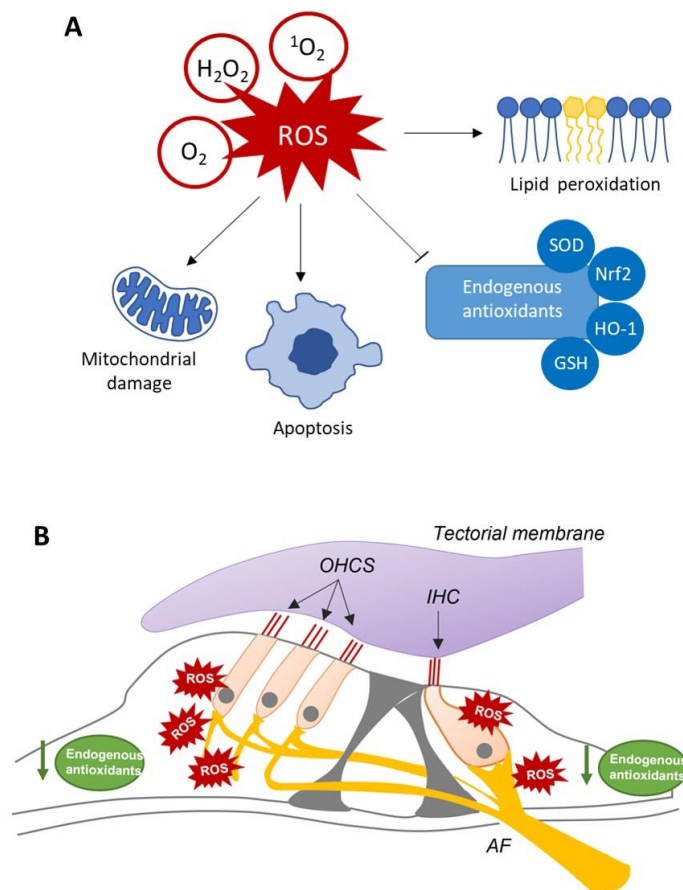 A
¹O₂
H₂O₂
O₂
ROS
Lipid peroxidation
SOD
Nrf2
Endogenous
antioxidants
HO-1
GSH
Mitochondrial
damage
Apoptosis
B
Tectorial membrane
OHCS
IHC
ROS
ROS
ROS
ROS
ROS
Endogenous
antioxidants
Endogenous
antioxidants
AF